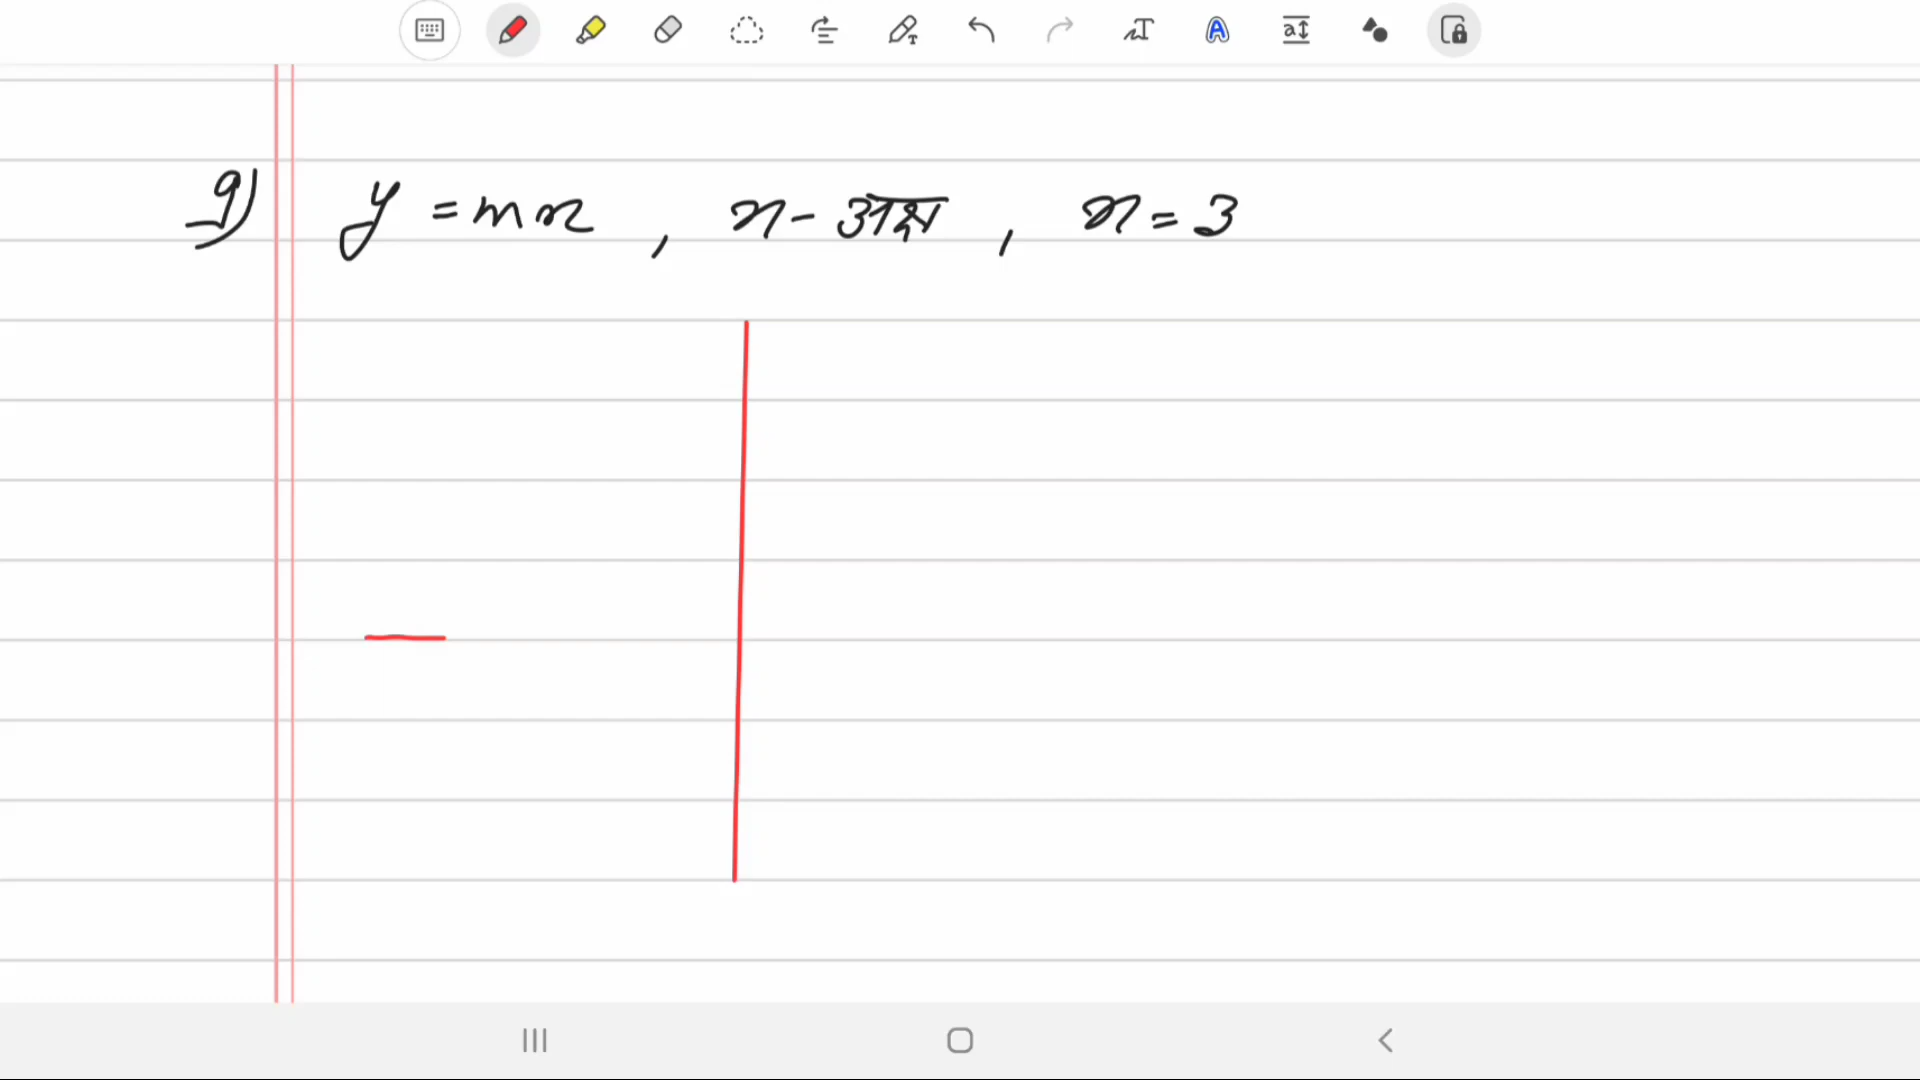 9) y = mx , x - अक्ष , x = 3